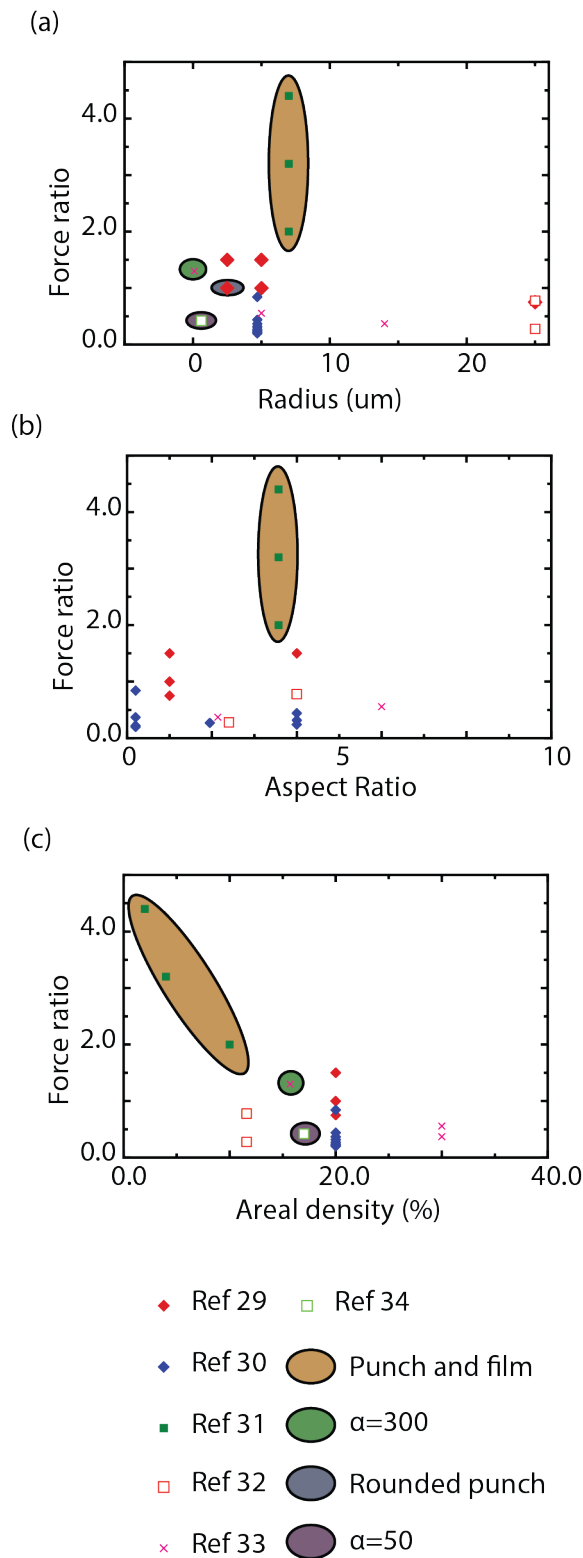 (a)
4.0
2.0
0.0
Force ratio
0
10
20
Radius (um)
(b)
4.0
2.0
0.0
Force ratio
0
5
10
Aspect Ratio
(c)
4.0
2.0
0.0
Force ratio
0.0
20.0
40.0
Areal density (%)
Ref 29
Ref 34
Ref 30
Punch and film
Ref 31
α=300
Ref 32
Rounded punch
Ref 33
α=50